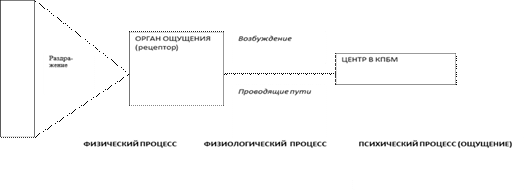 ОРГАН ОЩУЩЕНИЯ
(рецептор)
Возбуждение
Раздра-
жение
ЦЕНТР В КПБМ
Проводящие пути
ФИЗИЧЕСКИЙ ПРОЦЕСС ФИЗИОЛОГИЧЕСКИЙ ПРОЦЕСС ПСИХИЧЕСКИЙ ПРОЦЕСС (ОЩУЩЕНИЕ)